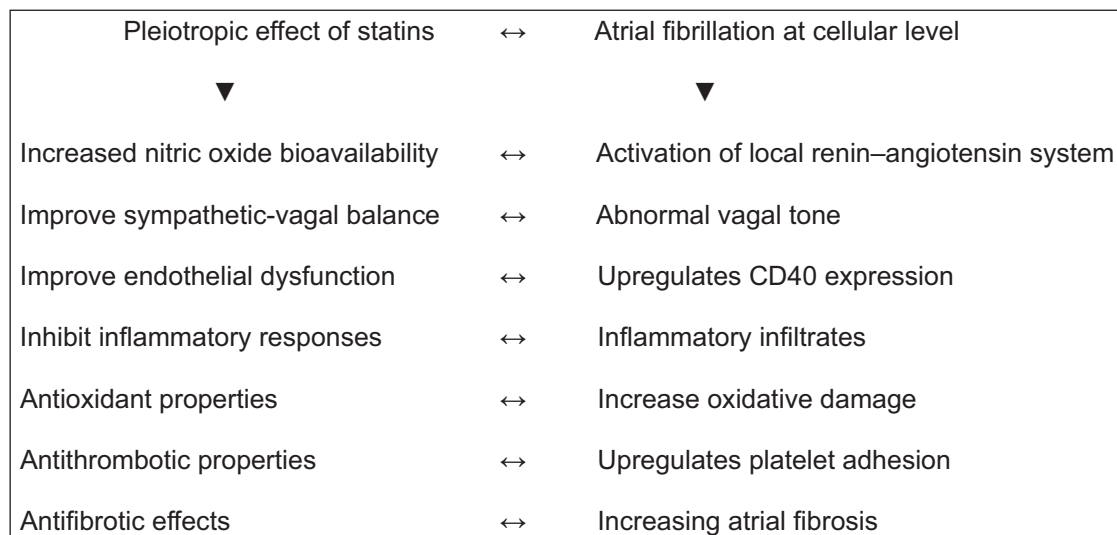 Pleiotropic effect of statins ↔ Atrial fibrillation at cellular level
▼ ▼
Increased nitric oxide bioavailability ↔ Activation of local renin–angiotensin system
Improve sympathetic-vagal balance ↔ Abnormal vagal tone
Improve endothelial dysfunction ↔ Upregulates CD40 expression
Inhibit inflammatory responses ↔ Inflammatory infiltrates
Antioxidant properties ↔ Increase oxidative damage
Antithrombotic properties ↔ Upregulates platelet adhesion
Antifibrotic effects ↔ Increasing atrial fibrosis